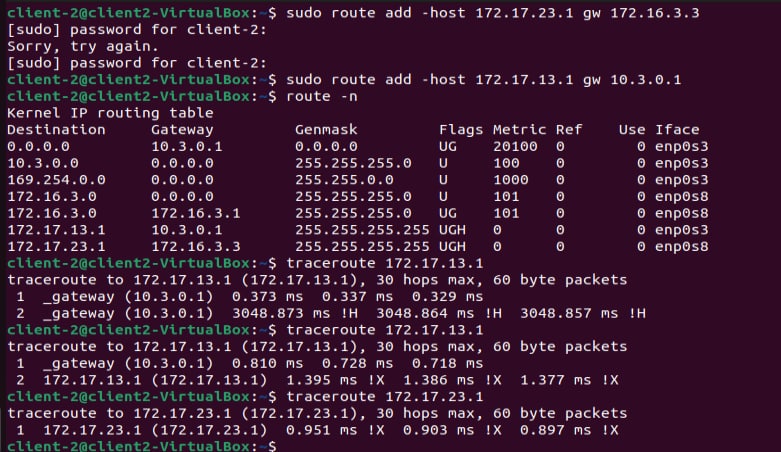 client-2@client2-VirtualBox:~$ sudo route add -host 172.17.23.1 gw 172.16.3.3
[sudo] password for client-2:
Sorry, try again.
[sudo] password for client-2:
client-2@client2-VirtualBox:~$ sudo route add -host 172.17.13.1 gw 10.3.0.1
client-2@client2-VirtualBox:~$ route -n
Kernel IP routing table
Destination     Gateway         Genmask         Flags Metric Ref    Use Iface
0.0.0.0         10.3.0.1        0.0.0.0         UG    20100  0        0 enp0s3
10.3.0.0        0.0.0.0         255.255.255.0   U     100    0        0 enp0s3
169.254.0.0     0.0.0.0         255.255.0.0     U     1000   0        0 enp0s3
172.16.3.0      0.0.0.0         255.255.255.0   U     101    0        0 enp0s8
172.16.3.0      172.16.3.1      255.255.255.0   UG    101    0        0 enp0s8
172.17.13.1     10.3.0.1        255.255.255.255 UGH   0      0        0 enp0s3
172.17.23.1     172.16.3.3      255.255.255.255 UGH   0      0        0 enp0s8
client-2@client2-VirtualBox:~$ traceroute 172.17.13.1
traceroute to 172.17.13.1 (172.17.13.1), 30 hops max, 60 byte packets
 1  _gateway (10.3.0.1)  0.373 ms  0.337 ms  0.329 ms
 2  _gateway (10.3.0.1)  3048.873 ms !H  3048.864 ms !H  3048.857 ms !H
client-2@client2-VirtualBox:~$ traceroute 172.17.13.1
traceroute to 172.17.13.1 (172.17.13.1), 30 hops max, 60 byte packets
 1  _gateway (10.3.0.1)  0.810 ms  0.728 ms  0.718 ms
 2  172.17.13.1 (172.17.13.1)  1.395 ms !X  1.386 ms !X  1.377 ms !X
client-2@client2-VirtualBox:~$ traceroute 172.17.23.1
traceroute to 172.17.23.1 (172.17.23.1), 30 hops max, 60 byte packets
 1  172.17.23.1 (172.17.23.1)  0.951 ms !X  0.903 ms !X  0.897 ms !X
client-2@client2-VirtualBox:~$